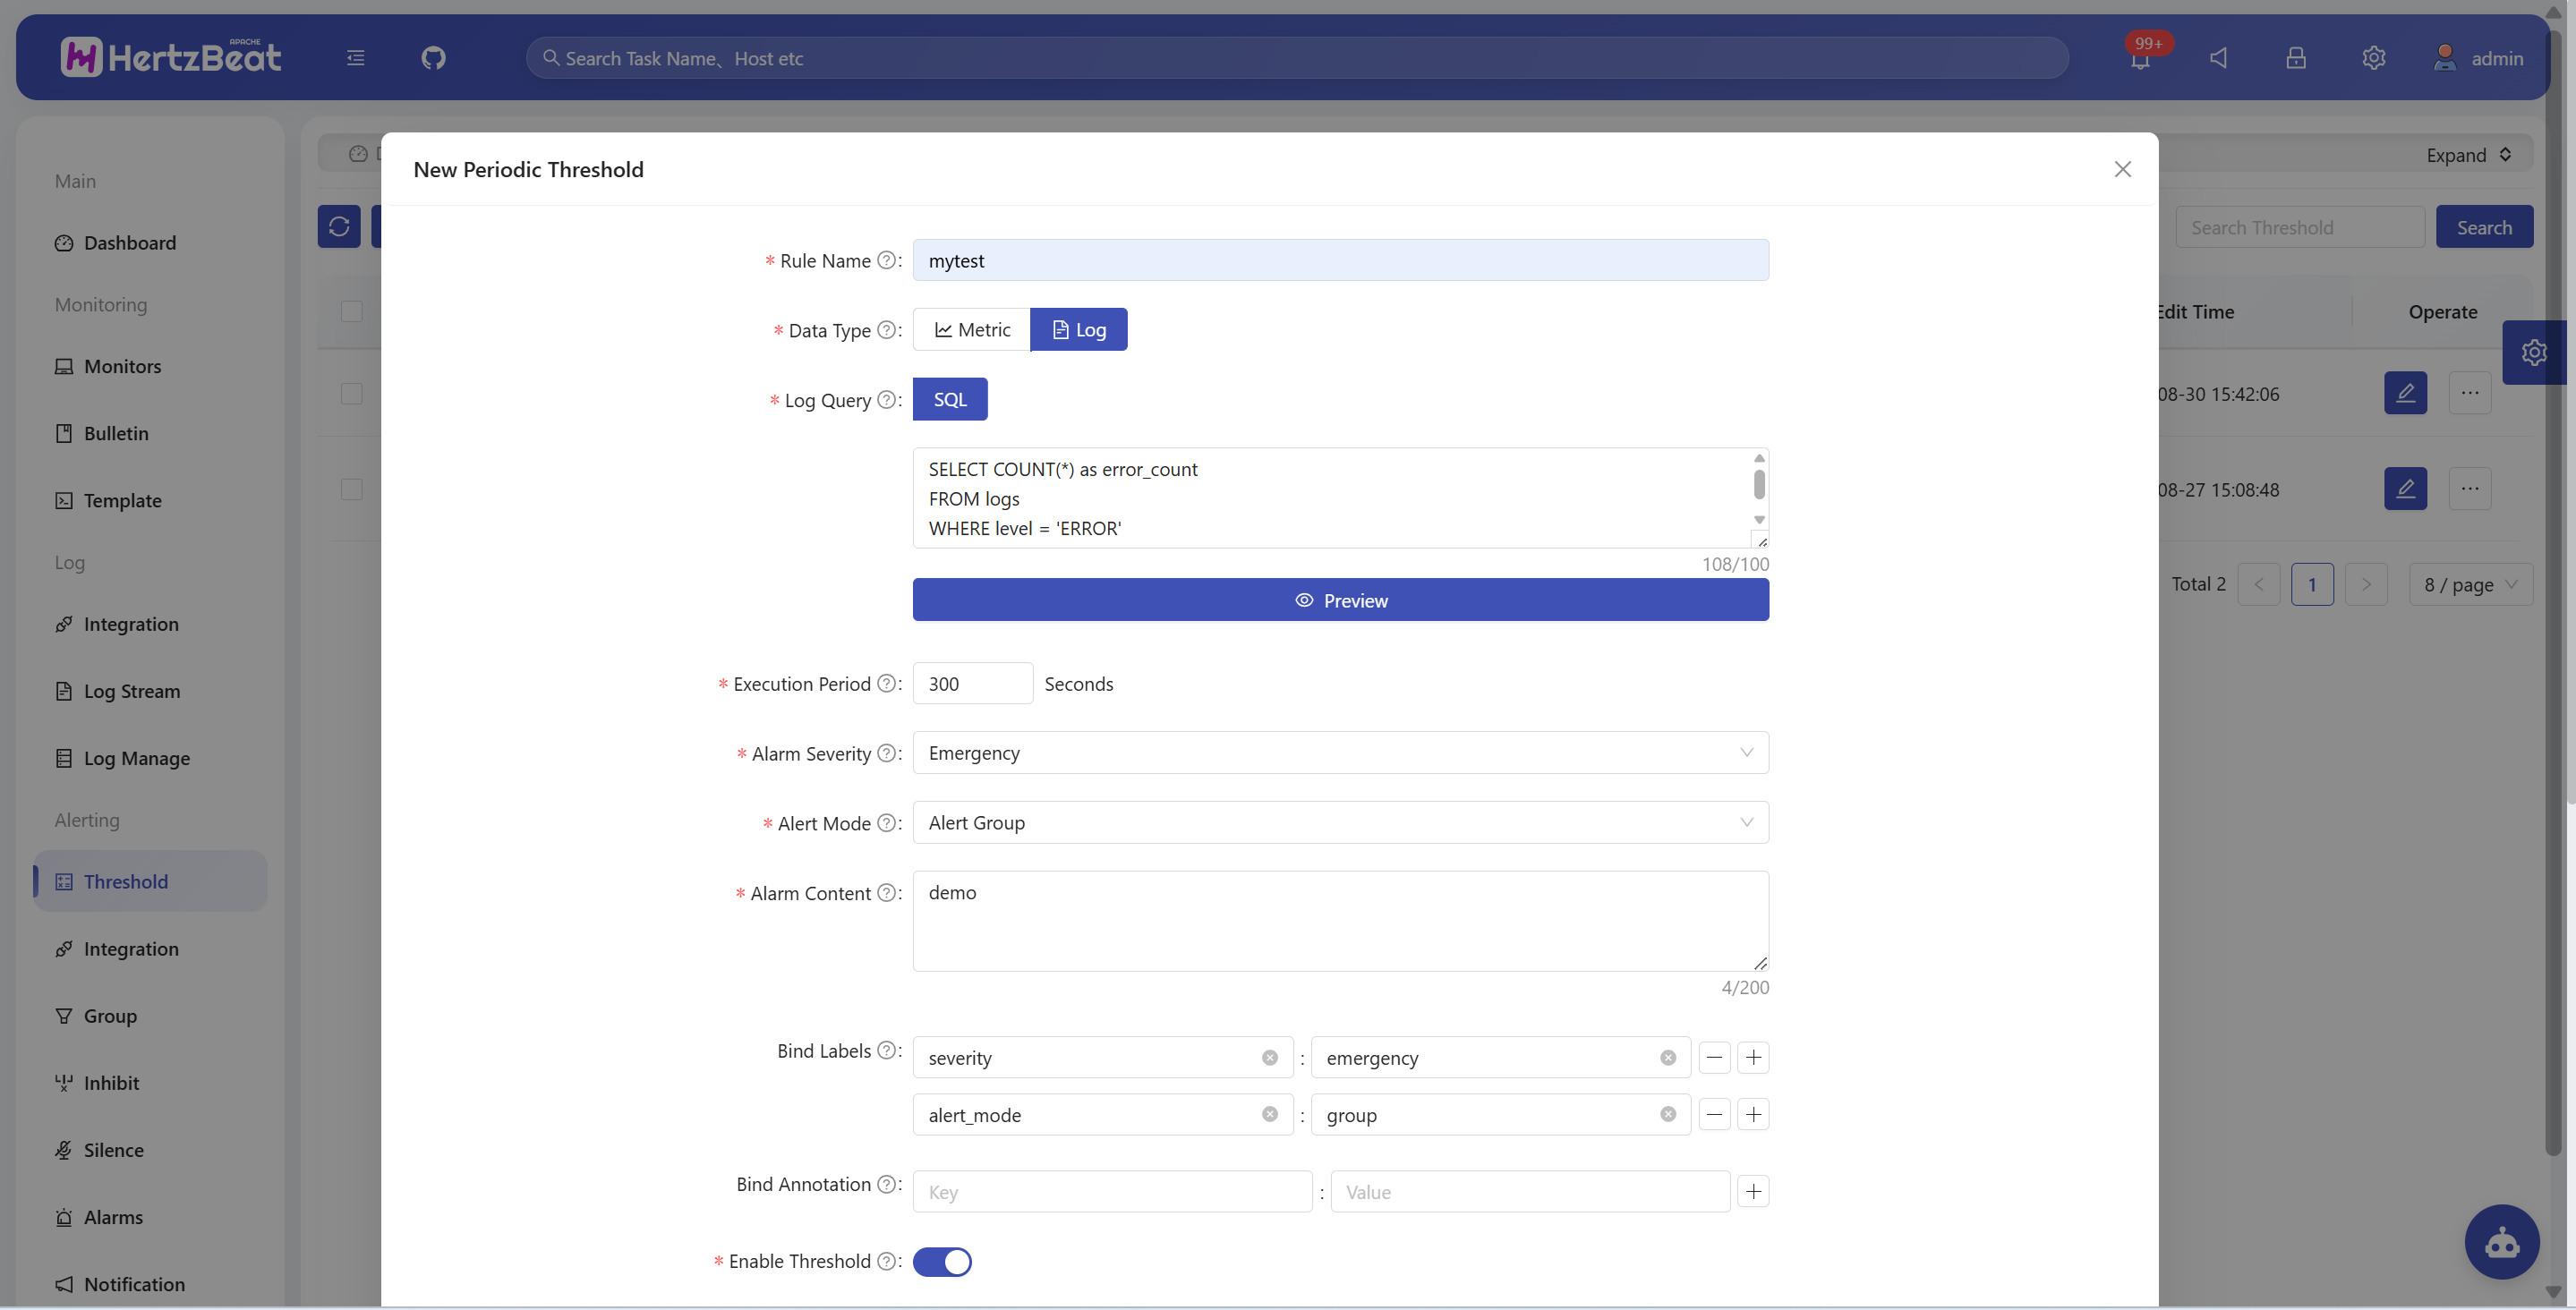 APACHE
HertzBeat
Search Task Name、Host etc
99+
admin
Main
Dashboard
Monitoring
Monitors
Bulletin
Template
Log
Integration
Log Stream
Log Manage
Alerting
Threshold
Integration
Group
Inhibit
Silence
Alarms
Notification
Expand
Search Threshold
Search
Edit Time
Operate
08-30 15:42:06
08-27 15:08:48
Total 2
1
8 / page
New Periodic Threshold
* Rule Name ? :
mytest
* Data Type ? :
Metric
Log
* Log Query ? :
SQL
SELECT COUNT(*) as error_count
FROM logs
WHERE level = 'ERROR'
108/100
Preview
* Execution Period ? :
300
Seconds
* Alarm Severity ? :
Emergency
* Alert Mode ? :
Alert Group
* Alarm Content ? :
demo
4/200
Bind Labels ? :
severity : emergency
alert_mode : group
Bind Annotation ? :
Key : Value
* Enable Threshold ? :